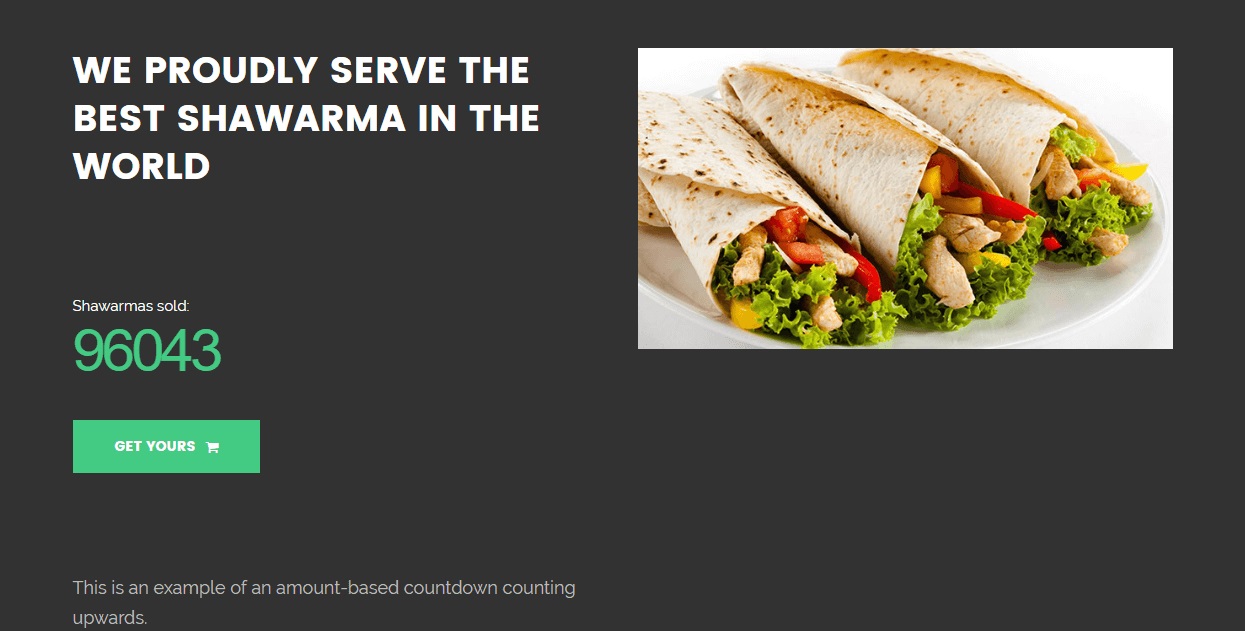 WE PROUDLY SERVE THE
BEST SHAWARMA IN THE
WORLD
Shawarmas sold:
96043
GET YOURS
This is an example of an amount-based countdown counting
upwards.